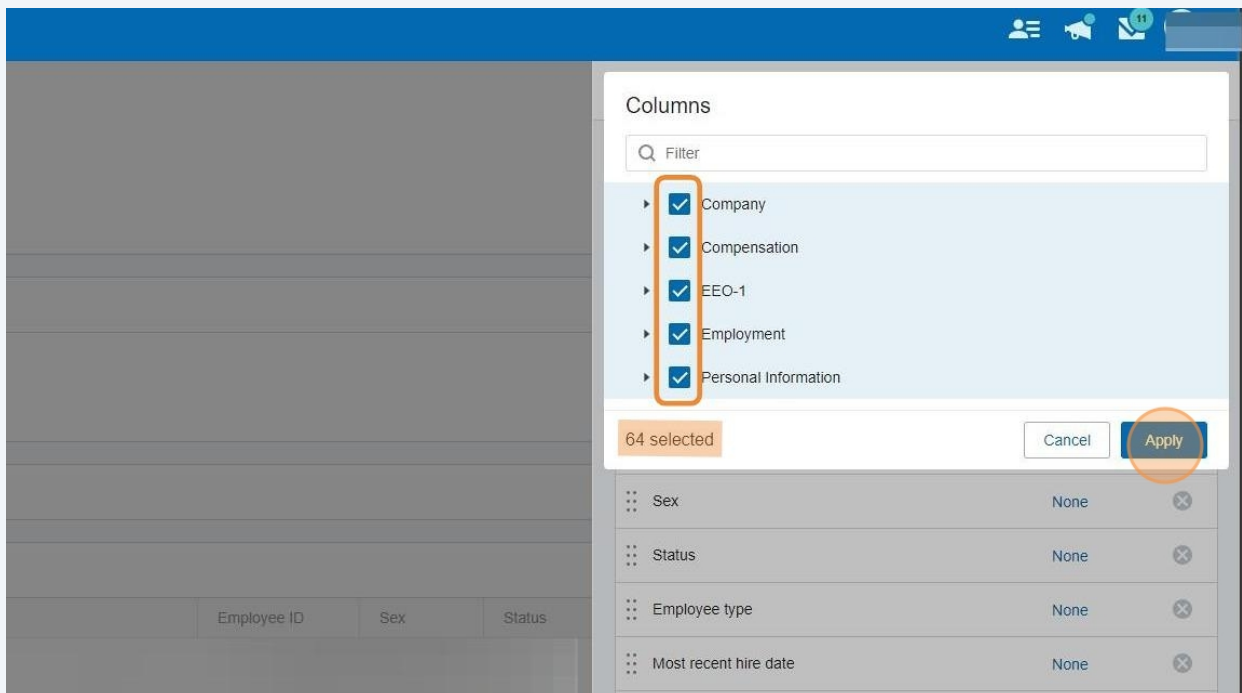 11
Columns
Filter
Company
Compensation
EEO-1
Employment
Personal Information
64 selected
Cancel Apply
Sex None
Status None
Employee type None
Most recent hire date None
Employee ID Sex Status